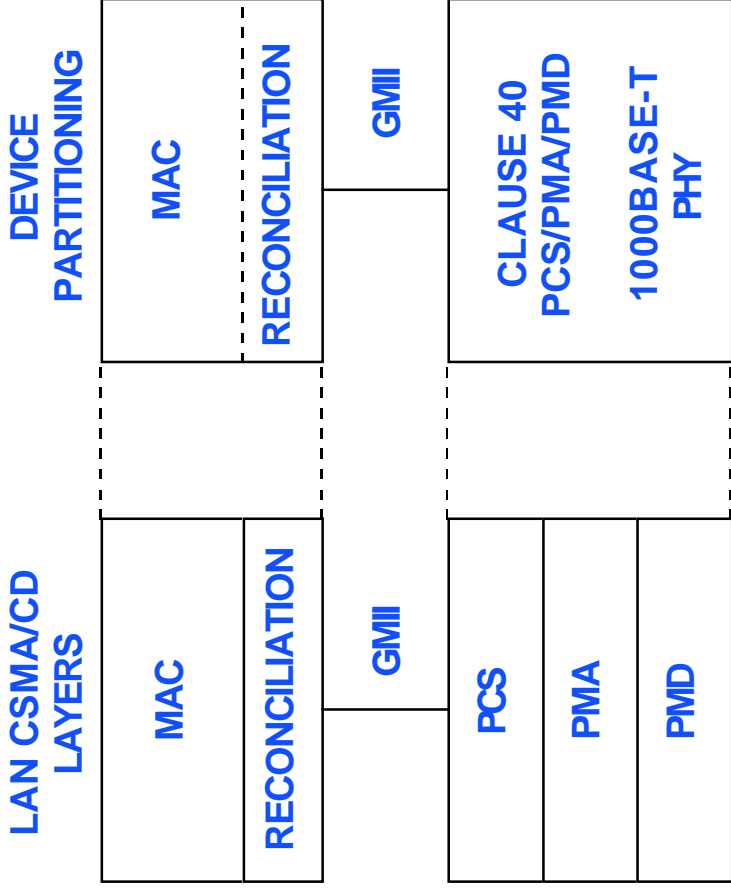 LAN CSMA/CD
LAYERS
MAC
RECONCILIATION
GMII
PCS
PMA
PMD
DEVICE
PARTITIONING
MAC
RECONCILIATION
GMII
CLAUSE 40
PCS/PMA/PMD
1000BASE-T
PHY